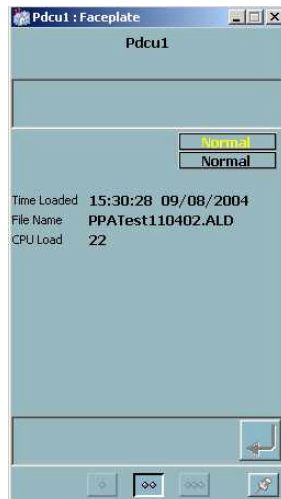 Pdcu1 : Faceplate
Pdcu1
Normal
Normal
Time Loaded 15:30:28 09/08/2004
File Name PPATest110402.ALD
CPU Load 22